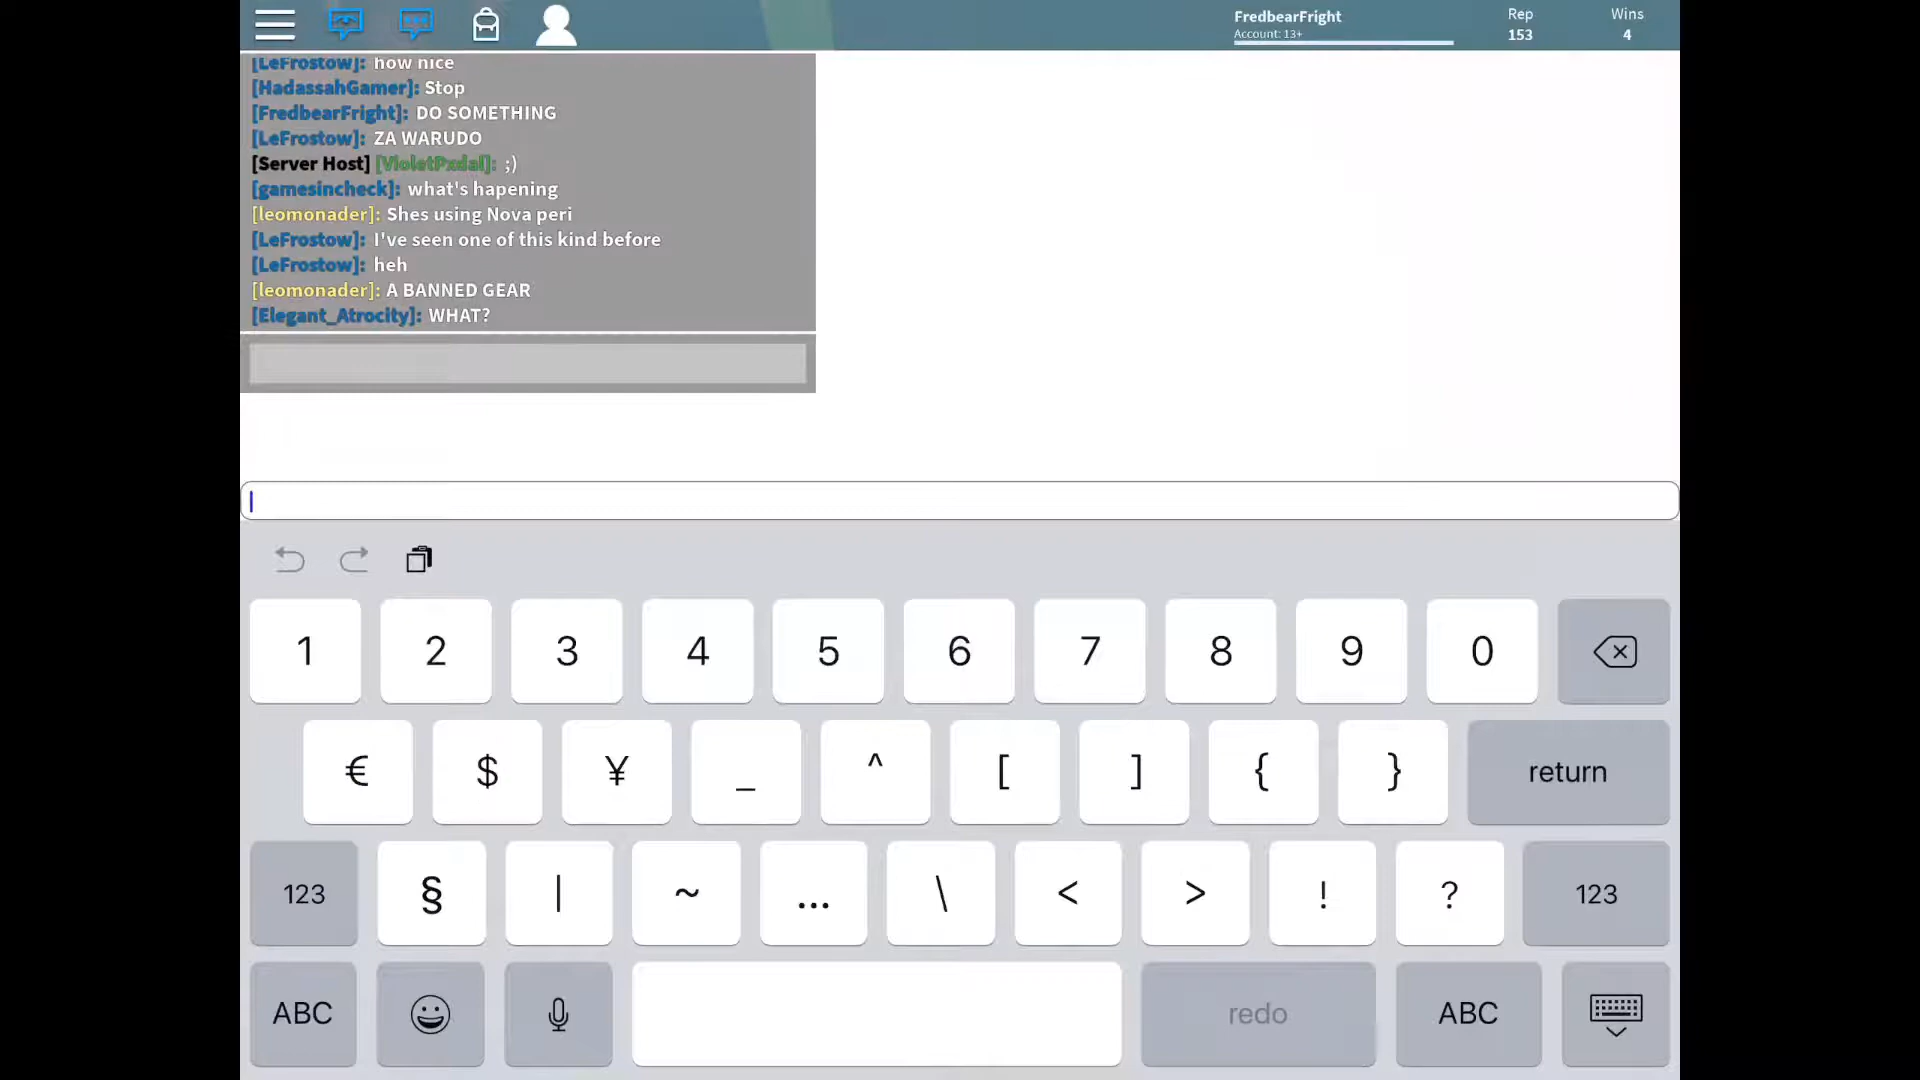 FredbearFright
Account: 13+
Rep
153
Wins
4
[LeFrostow]: how nice
[HadassahGamer]: Stop
[FredbearFright]: DO SOMETHING
[LeFrostow]: ZA WARUDO
[Server Host] [VioletPxdal]: ;)
[gamesincheck]: what's hapening
[leomonader]: Shes using Nova peri
[LeFrostow]: I've seen one of this kind before
[LeFrostow]: heh
[leomonader]: A BANNED GEAR
[Elegant_Atrocity]: WHAT?
1 2 3 4 5 6 7 8 9 0
€ $ ¥ _ ^ [ ] { } return
123 § | ~ ... \ < > ! ? 123
ABC redo ABC